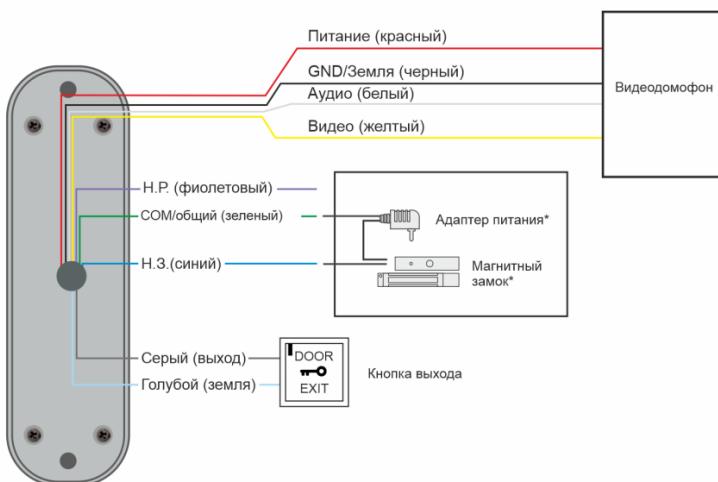 Питание (красный)
GND/Земля (черный)
Аудио (белый)
Видео (желтый)
Видеодомофон
Н.Р. (фиолетовый)
COM/общий (зеленый)
Н.З.(синий)
Адаптер питания*
Магнитный
замок*
Серый (выход)
Голубой (земля)
DOOR
EXIT
Кнопка выхода